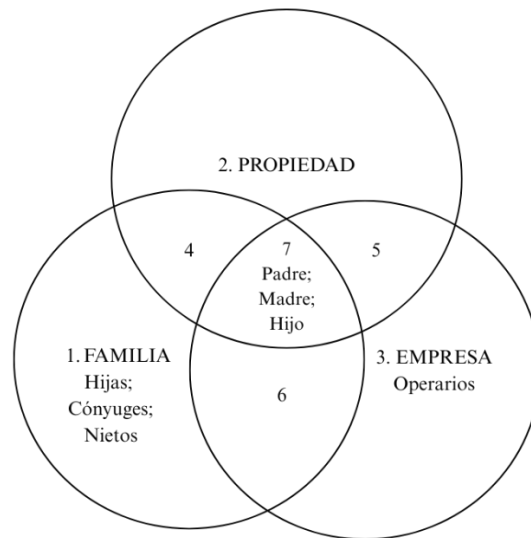 2. PROPIEDAD
4
7
5
Padre;
Madre;
Hijo
1. FAMILIA
Hijas;
Cónyuges;
Nietos
3. EMPRESA
Operarios
6